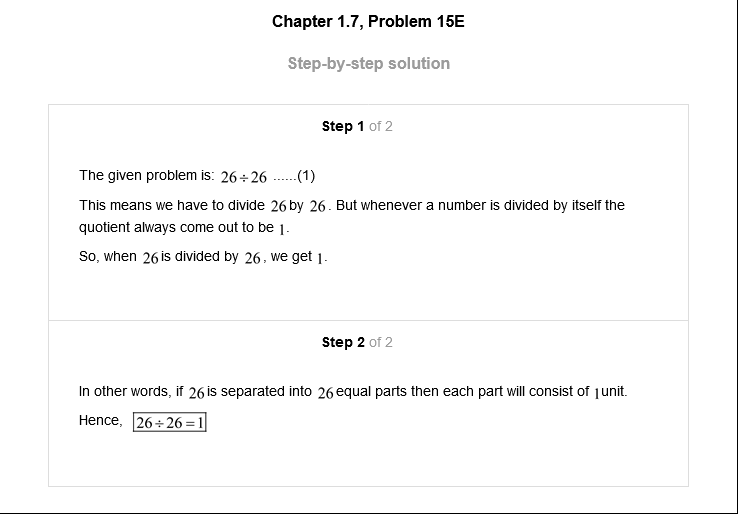 Chapter 1.7, Problem 15E
Step-by-step solution
Step 1 of 2
The given problem is: 26÷26 ......(1)
This means we have to divide 26 by 26. But whenever a number is divided by itself the
quotient always come out to be 1.
So, when 26 is divided by 26, we get 1.
Step 2 of 2
In other words, if 26 is separated into 26 equal parts then each part will consist of 1 unit.
Hence, 26÷26=1